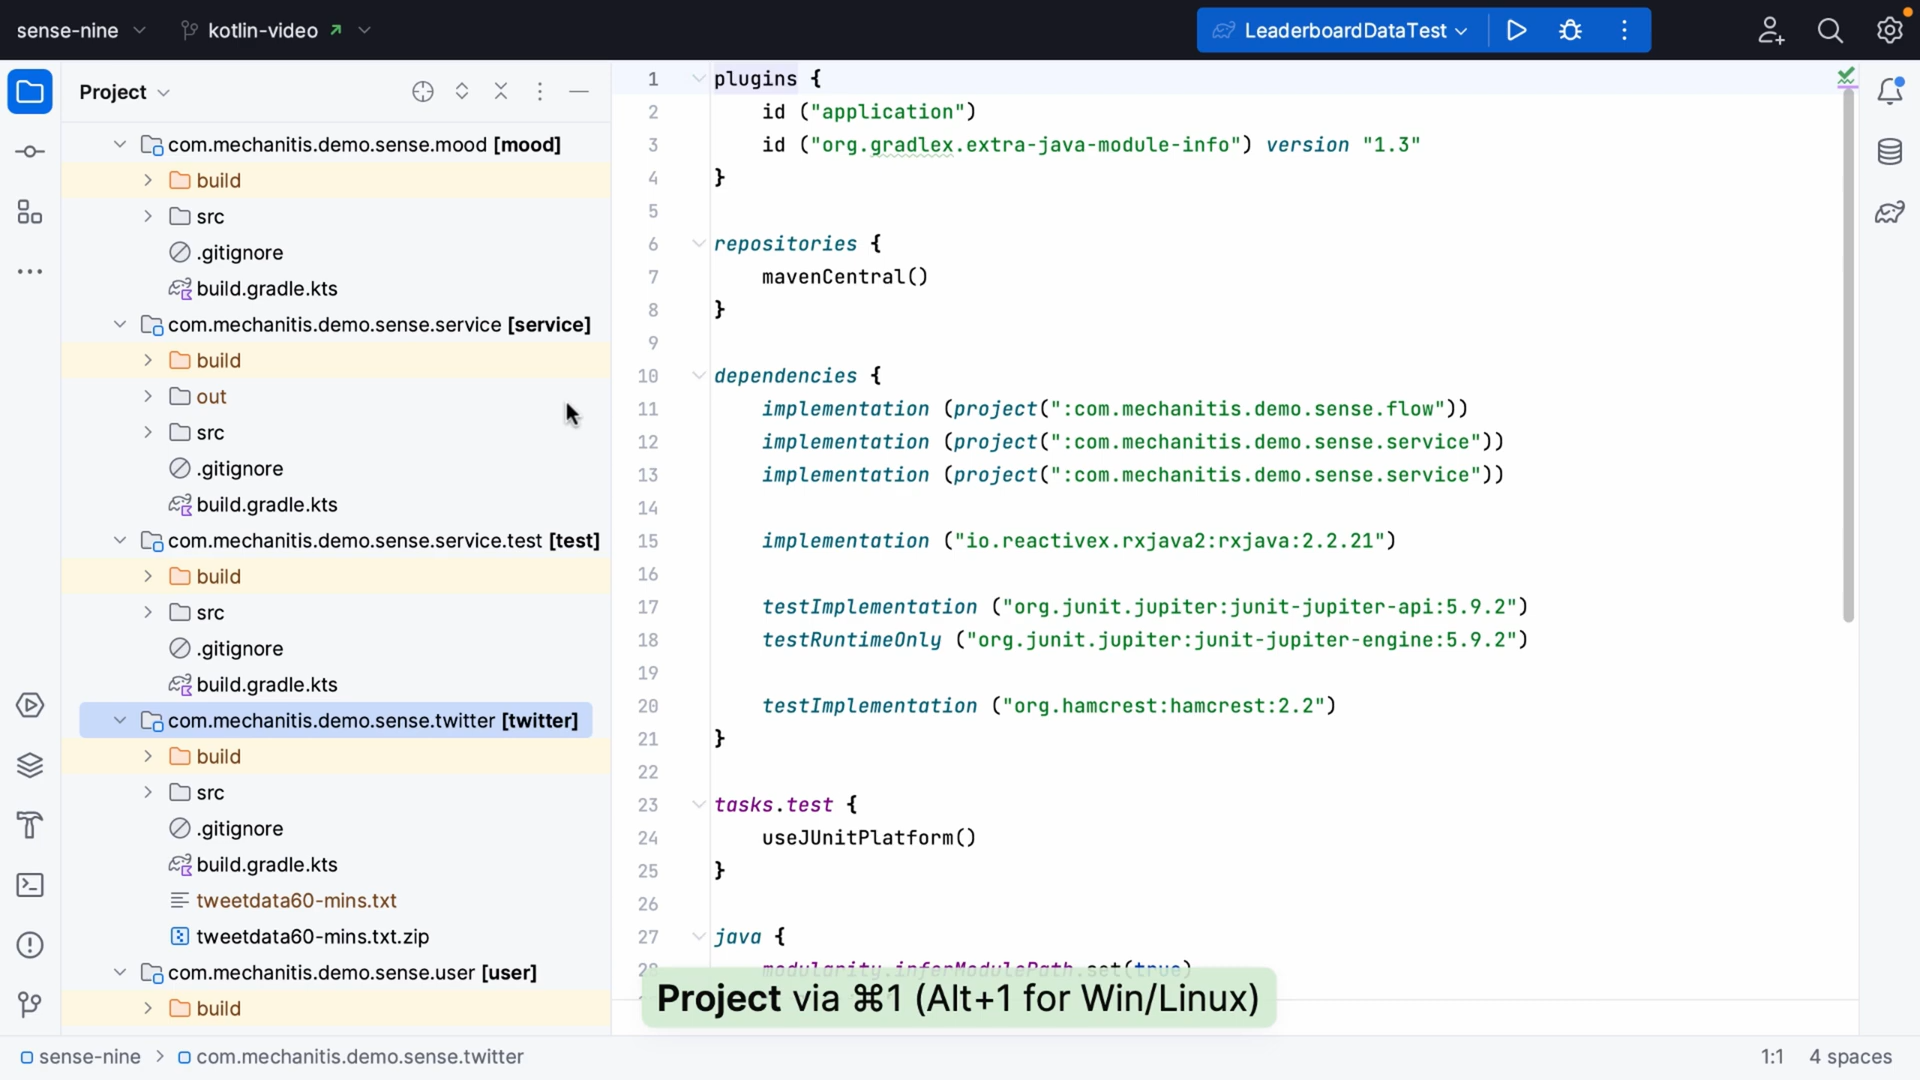 sense-nine
kotlin-video
LeaderboardDataTest
Project
com.mechanitis.demo.sense.mood [mood]
build
src
.gitignore
build.gradle.kts
com.mechanitis.demo.sense.service [service]
build
out
src
.gitignore
build.gradle.kts
com.mechanitis.demo.sense.service.test [test]
build
src
.gitignore
build.gradle.kts
com.mechanitis.demo.sense.twitter [twitter]
build
src
.gitignore
build.gradle.kts
tweetdata60-mins.txt
tweetdata60-mins.txt.zip
com.mechanitis.demo.sense.user [user]
build
1 plugins {
2 id ("application")
3 id ("org.gradlex.extra-java-module-info") version "1.3"
4 }
5
6 repositories {
7 mavenCentral()
8 }
9
10 dependencies {
11 implementation (project(":com.mechanitis.demo.sense.flow"))
12 implementation (project(":com.mechanitis.demo.sense.service"))
13 implementation (project(":com.mechanitis.demo.sense.service"))
14
15 implementation ("io.reactivex.rxjava2:rxjava:2.2.21")
16
17 testImplementation ("org.junit.jupiter:junit-jupiter-api:5.9.2")
18 testRuntimeOnly ("org.junit.jupiter:junit-jupiter-engine:5.9.2")
19
20 testImplementation ("org.hamcrest:hamcrest:2.2")
21 }
22
23 tasks.test {
24 useJUnitPlatform()
25 }
26
27 java {
28 modularity.inferModulePath.set(true)
Project via ⌘1 (Alt+1 for Win/Linux)
sense-nine > com.mechanitis.demo.sense.twitter
1:1 4 spaces